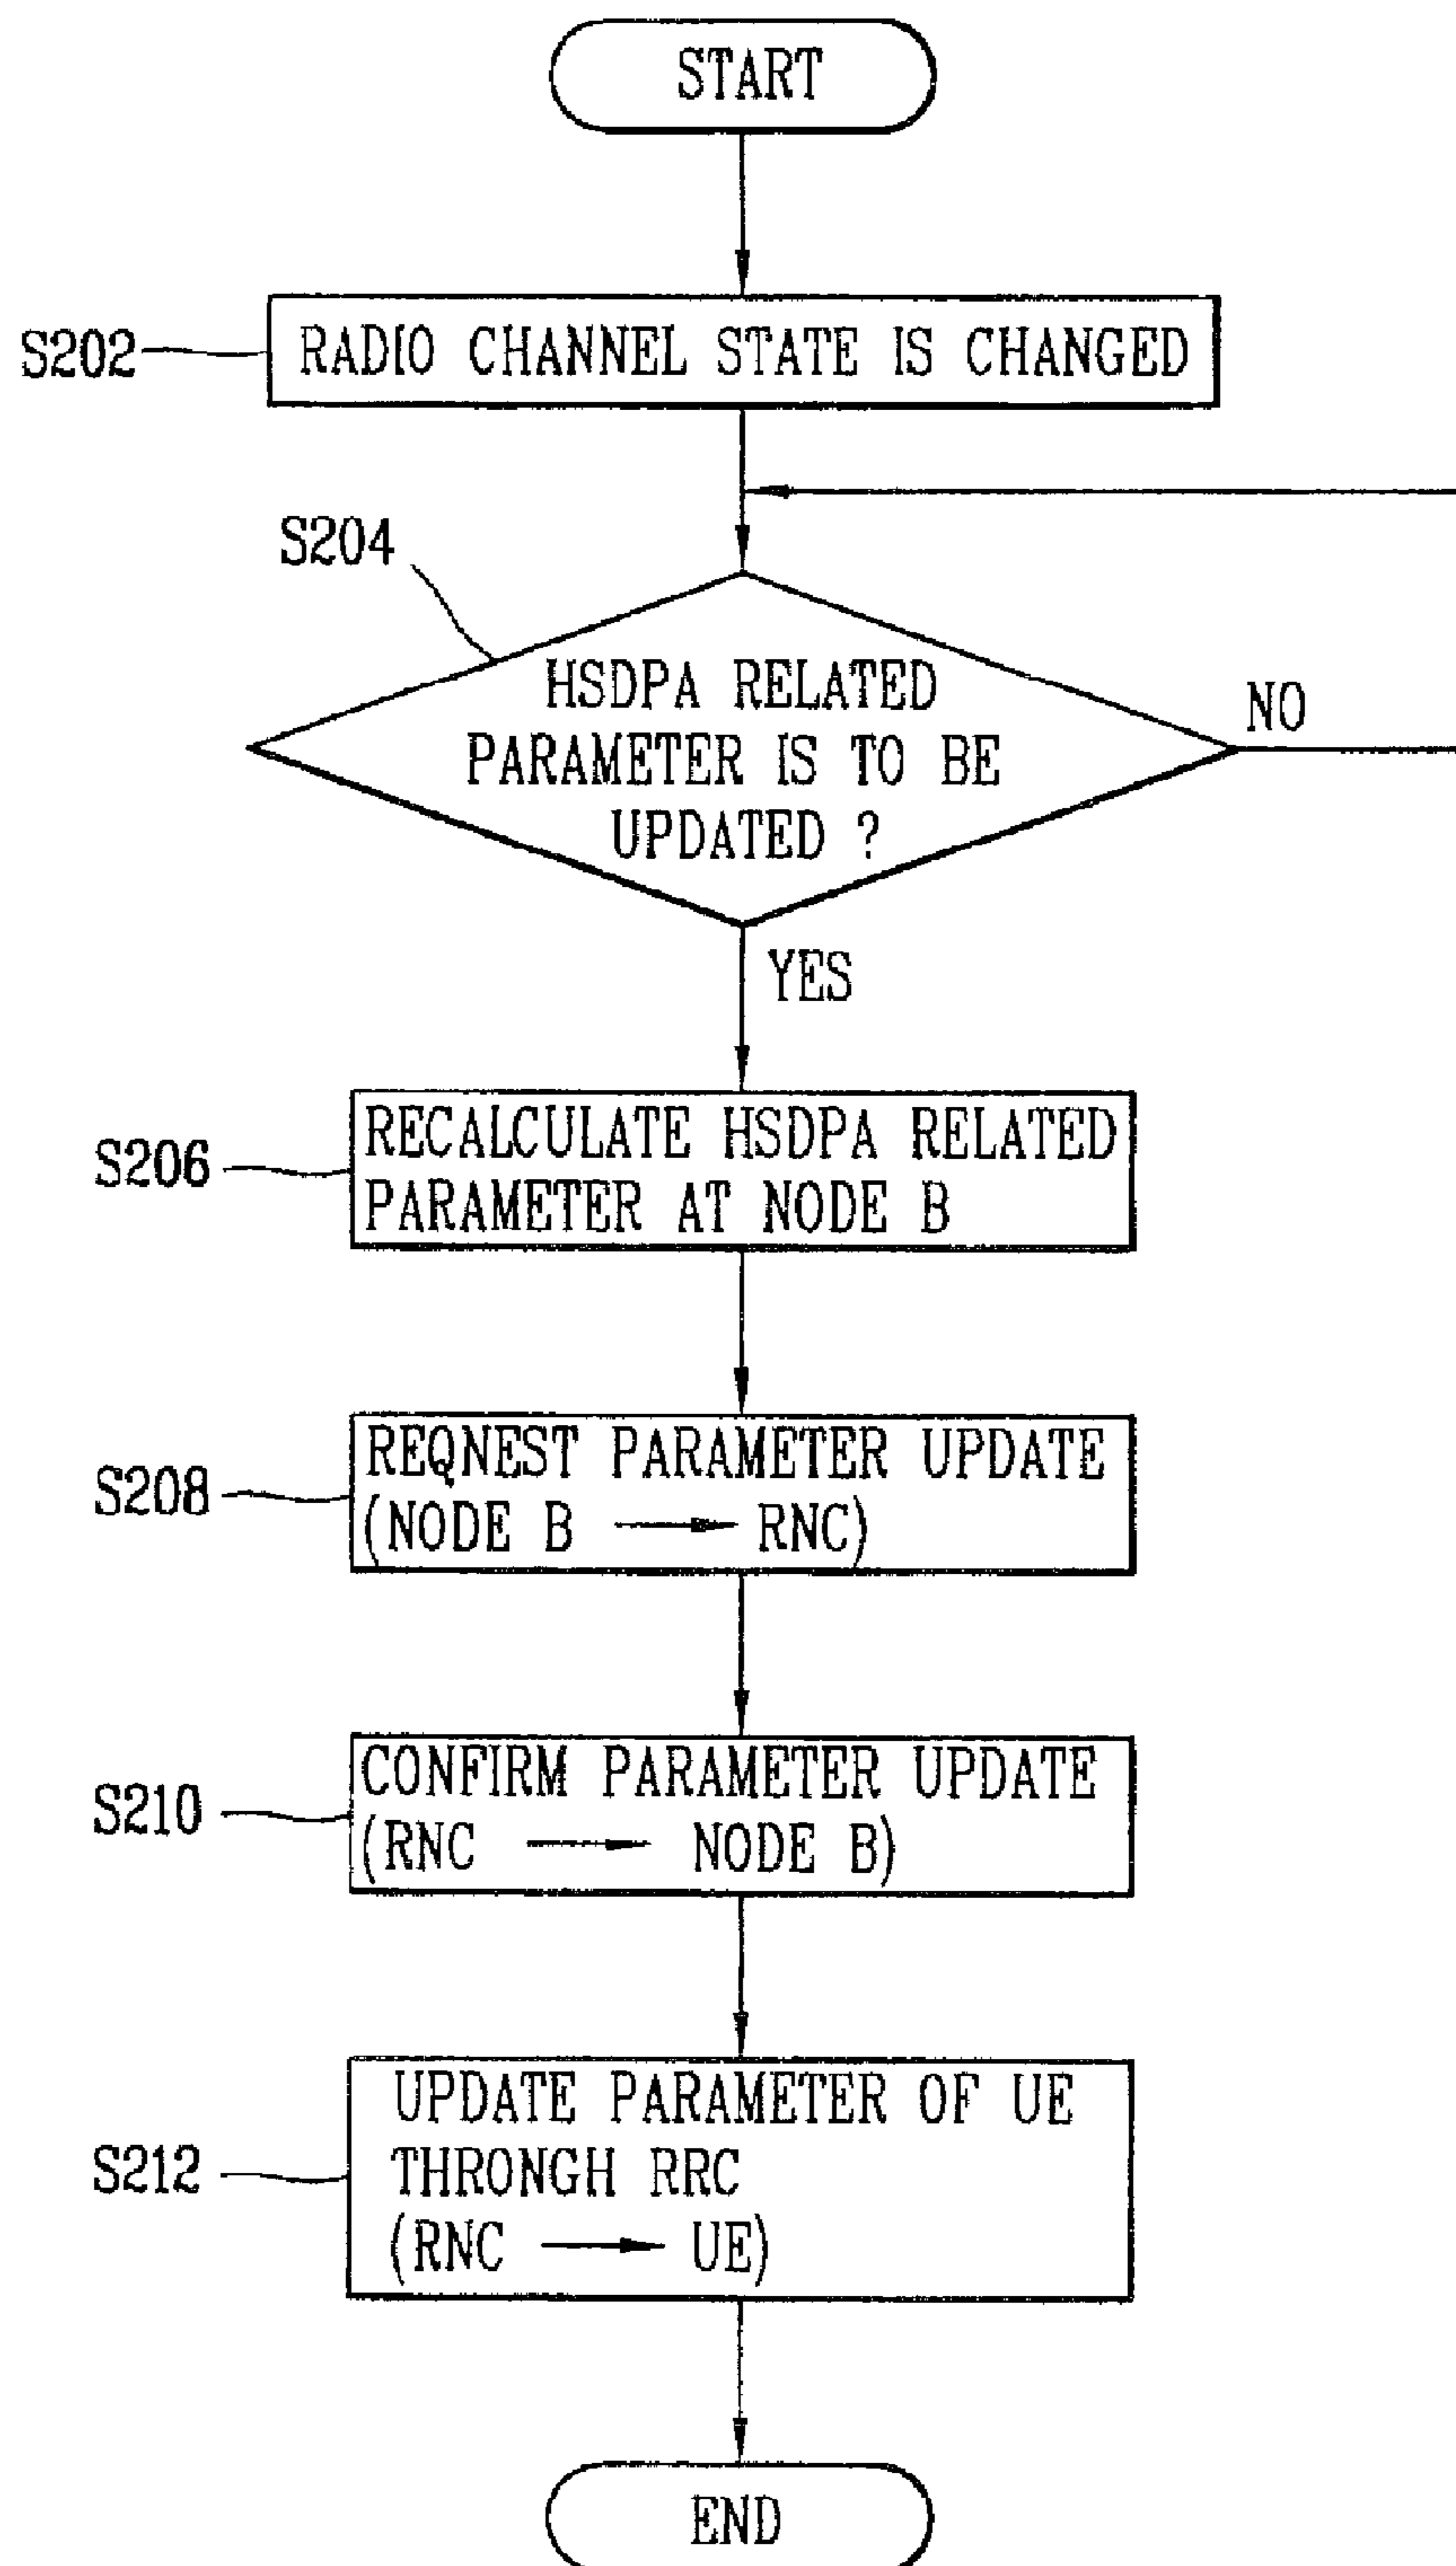 START
S202
RADIO CHANNEL STATE IS CHANGED
S204
HSDPA RELATED
PARAMETER IS TO BE
UPDATED ?
NO
YES
S206
RECALCULATE HSDPA RELATED
PARAMETER AT NODE B
S208
REQNEST PARAMETER UPDATE
(NODE B → RNC)
S210
CONFIRM PARAMETER UPDATE
(RNC → NODE B)
S212
UPDATE PARAMETER OF UE
THRONGH RRC
(RNC → UE)
END